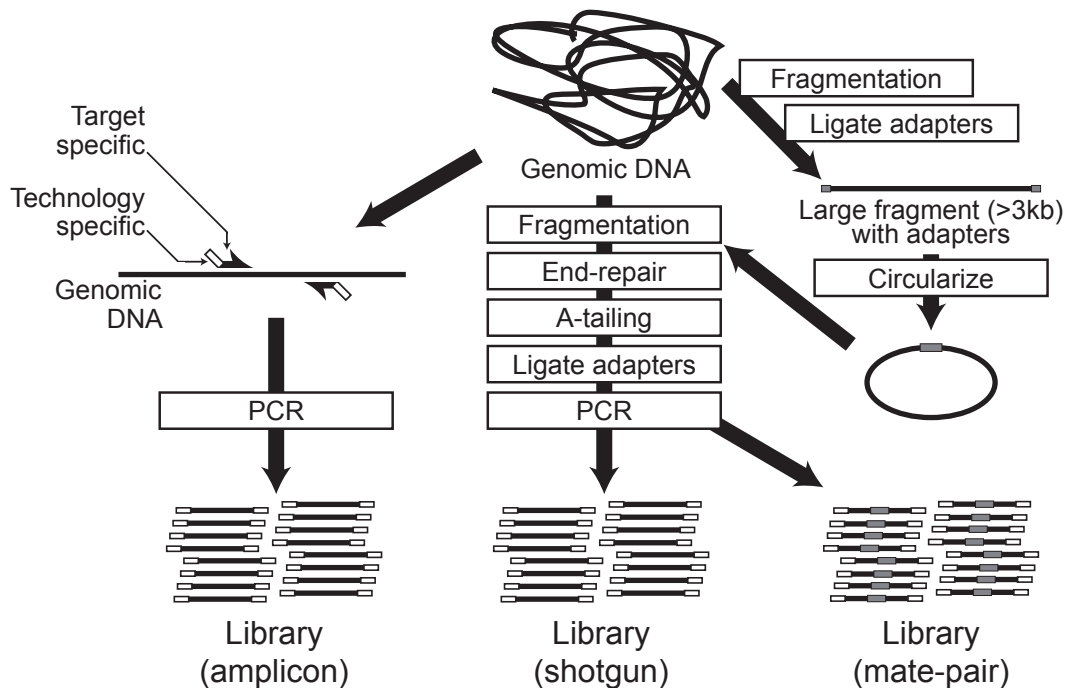 Genomic DNA
Target
specific
Technology
specific
Genomic
DNA
PCR
Library
(amplicon)
Fragmentation
End-repair
A-tailing
Ligate adapters
PCR
Library
(shotgun)
Fragmentation
Ligate adapters
Large fragment (>3kb)
with adapters
Circularize
Library
(mate-pair)